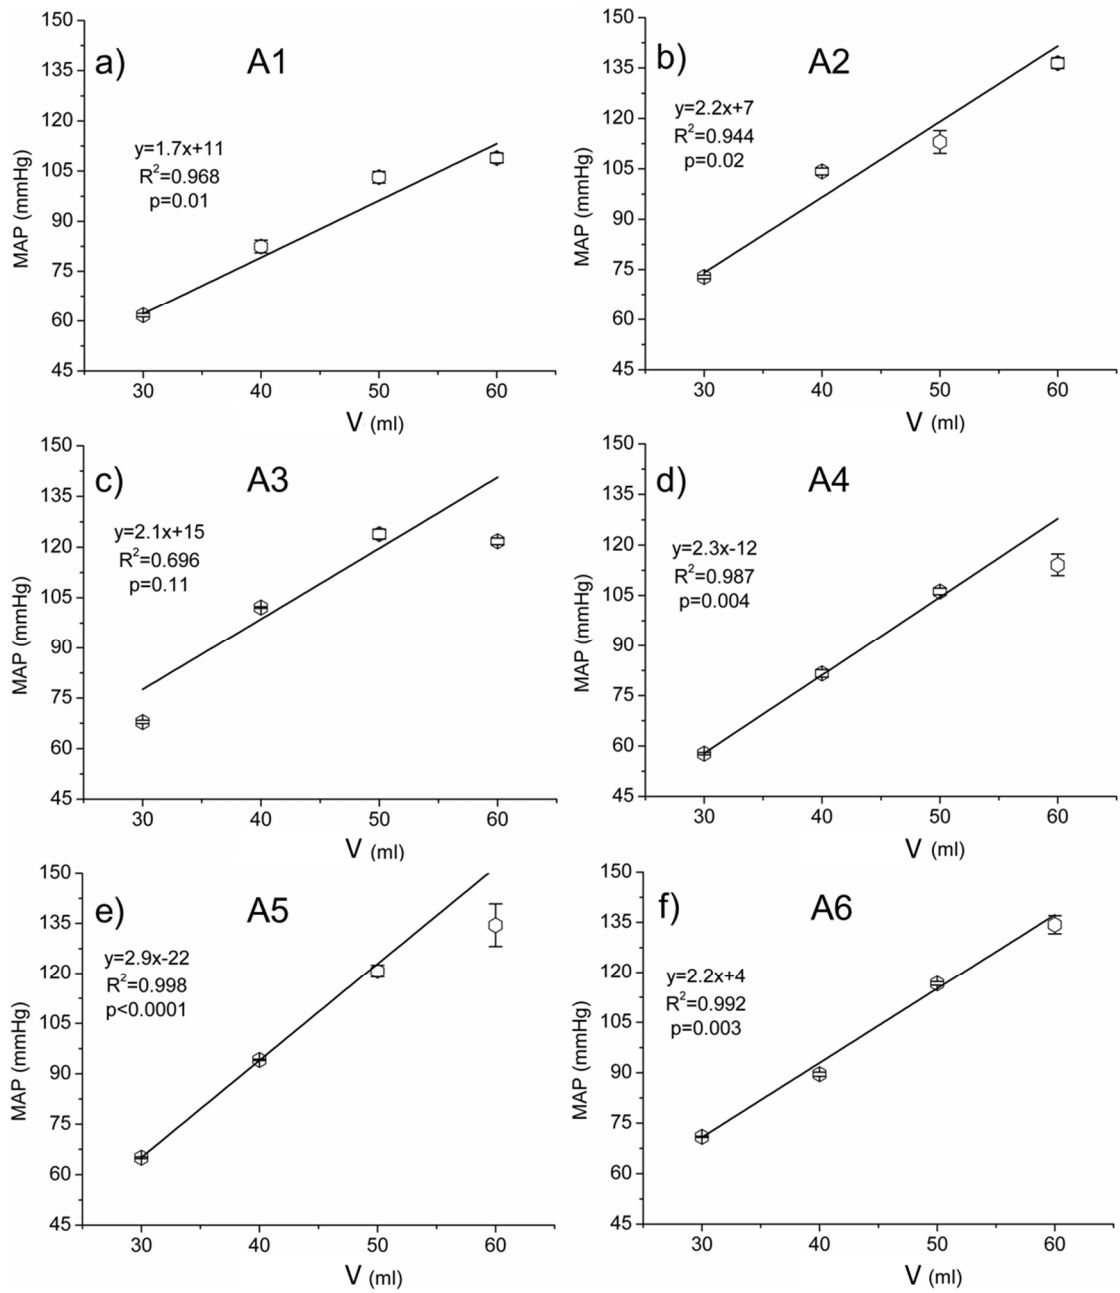 a) A1
y=1.7x+11
R²=0.968
p=0.01
MAP (mmHg)
150
135
120
105
90
75
60
45
30 40 50 60
V (ml)
b) A2
y=2.2x+7
R²=0.944
p=0.02
MAP (mmHg)
150
135
120
105
90
75
60
45
30 40 50 60
V (ml)
c) A3
y=2.1x+15
R²=0.696
p=0.11
MAP (mmHg)
150
135
120
105
90
75
60
45
30 40 50 60
V (ml)
d) A4
y=2.3x-12
R²=0.987
p=0.004
MAP (mmHg)
150
135
120
105
90
75
60
45
30 40 50 60
V (ml)
e) A5
y=2.9x-22
R²=0.998
p<0.0001
MAP (mmHg)
150
135
120
105
90
75
60
45
30 40 50 60
V (ml)
f) A6
y=2.2x+4
R²=0.992
p=0.003
MAP (mmHg)
150
135
120
105
90
75
60
45
30 40 50 60
V (ml)